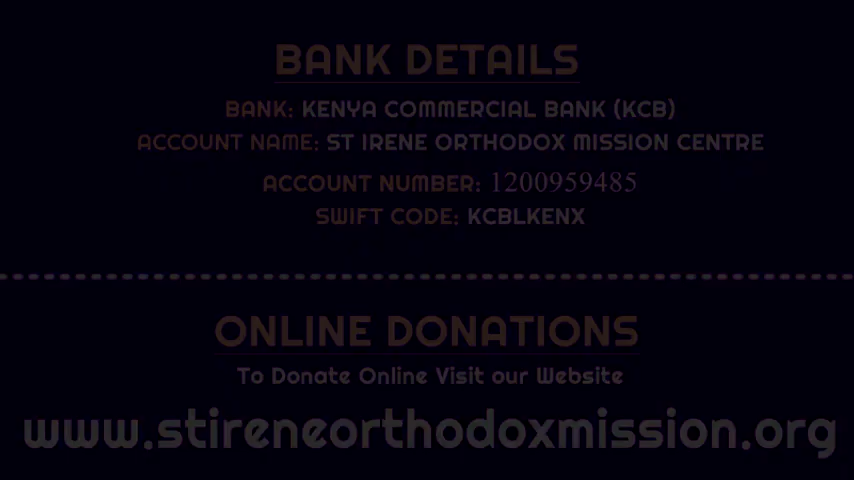 BANK DETAILS
BANK: KENYA COMMERCIAL BANK (KCB)
ACCOUNT NAME: ST IRENE ORTHODOX MISSION CENTRE
ACCOUNT NUMBER: 1200959485
SWIFT CODE: KCBLKENX
ONLINE DONATIONS
To Donate Online Visit our Website
www.stireneorthodoxmission.org